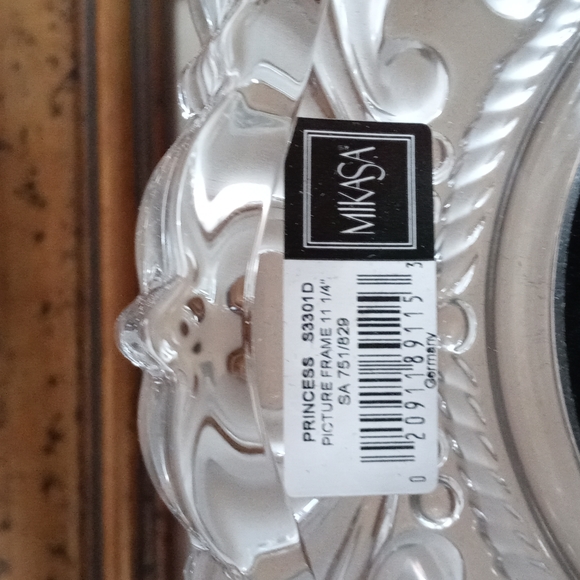 MIKASA
PRINCESS S3301D
PICTURE FRAME 11 1/4"
SA 751/829
0 20911 89115 3
Germany